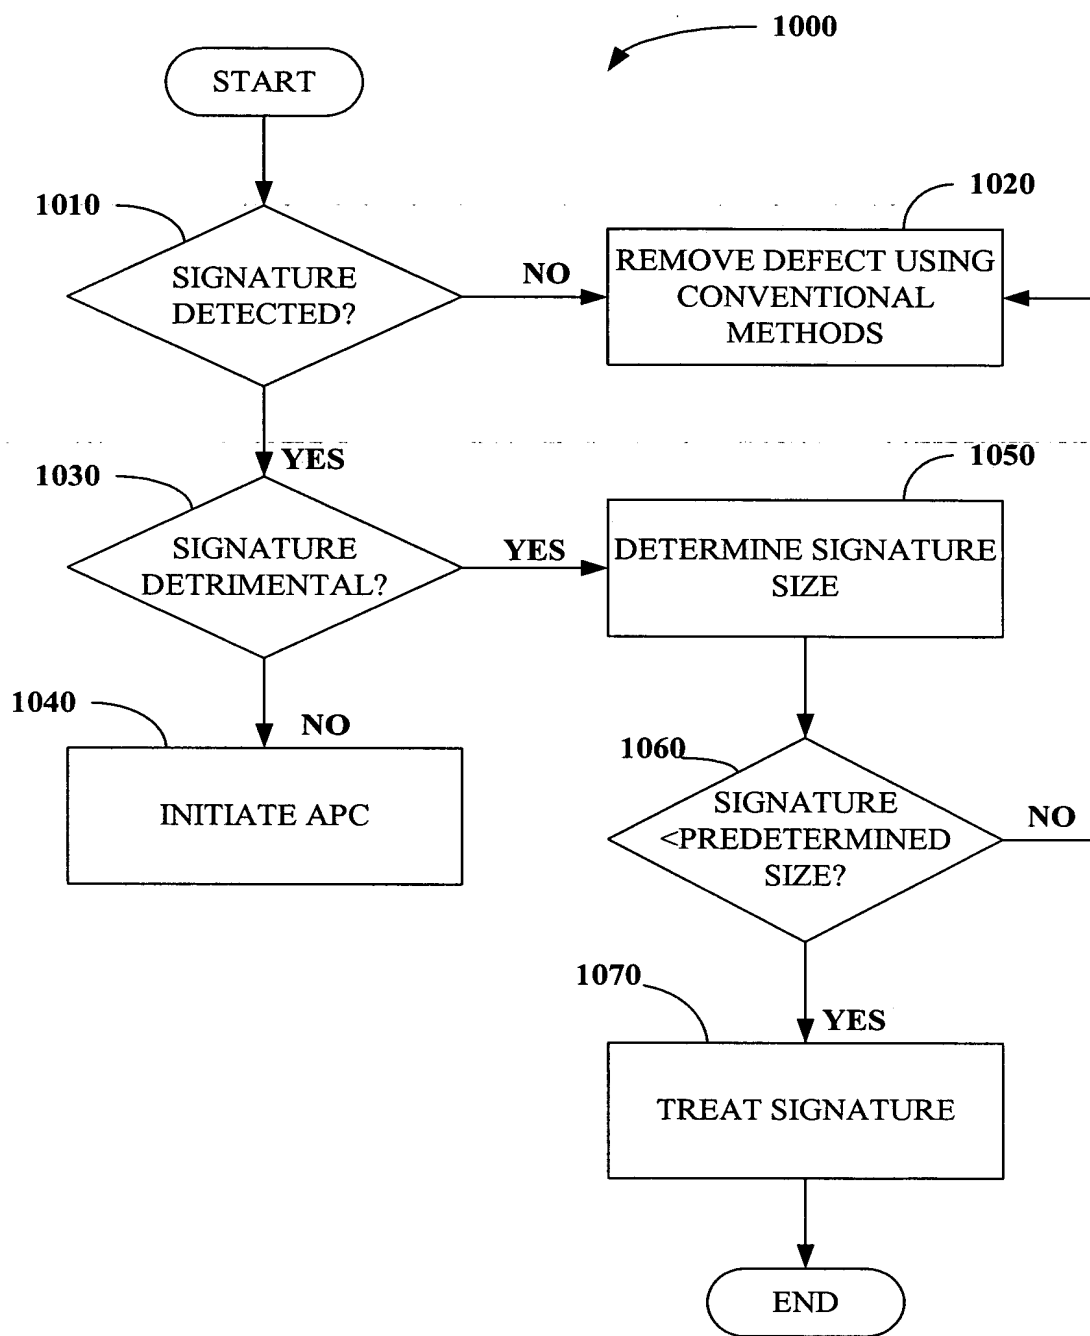 1000
START
1010
SIGNATURE
DETECTED?
NO
1020
REMOVE DEFECT USING
CONVENTIONAL
METHODS
YES
1030
SIGNATURE
DETRIMENTAL?
YES
1050
DETERMINE SIGNATURE
SIZE
1040
NO
INITIATE APC
1060
SIGNATURE
<PREDETERMINED
SIZE?
NO
1070
YES
TREAT SIGNATURE
END